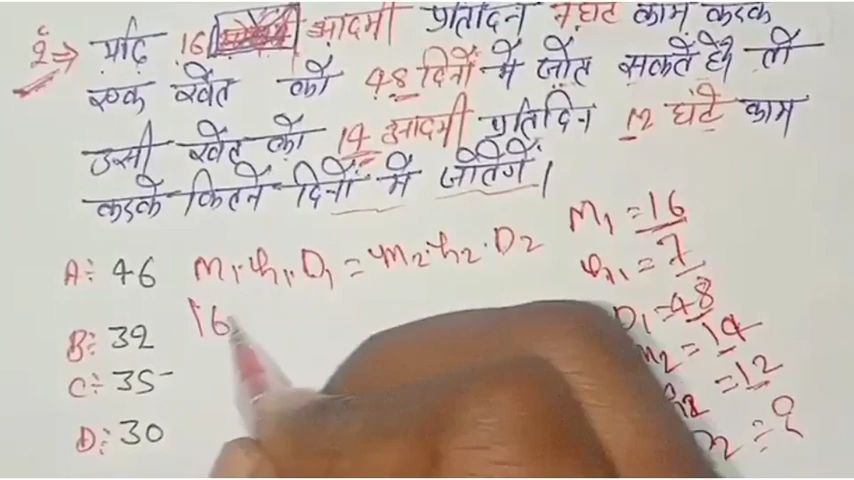 2⇒ यदि 16 आदमी प्रतिदिन 7 घंटे काम करके
एक खेत को 48 दिनों में जोत सकते हैं। तो
उसी खेत को 14 आदमी प्रतिदिन 12 घंटे काम
करके कितने दिनों में जोतेगें।
A÷ 46
B÷ 32
C÷ 35
D÷ 30
M₁·h₁·D₁ = M₂·h₂·D₂
16
M₁ = 16
h₁ = 7
D₁ = 48
m₂ = 14
h₂ = 12
D₂ = ?